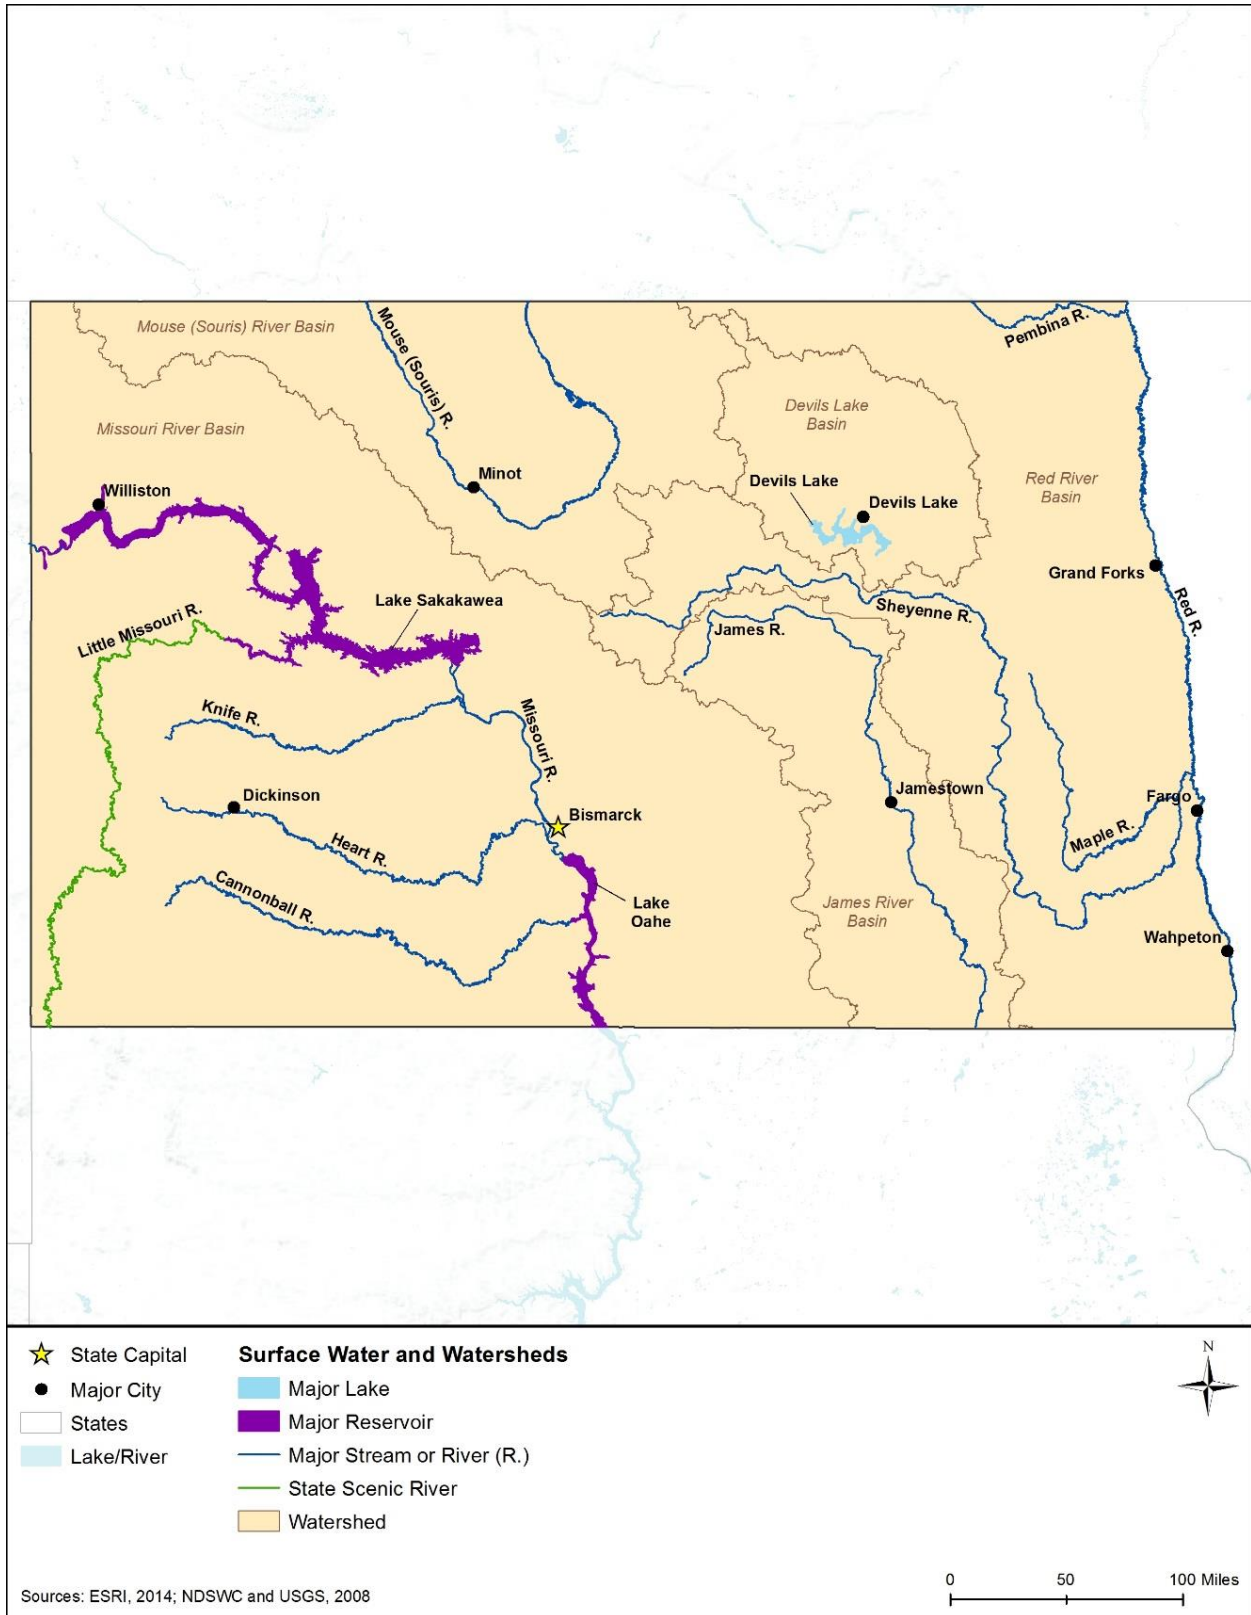 Mouse (Souris) River Basin
Mouse (Souris) R.
Pembina R.
Missouri River Basin
Devils Lake
Basin
Red River
Basin
Williston
Minot
Devils Lake
Devils Lake
Grand Forks
Red R.
Lake Sakakawea
Little Missouri R.
Sheyenne R.
James R.
Knife R.
Missouri R.
Dickinson
Bismarck
Jamestown
Fargo
Heart R.
Maple R.
Cannonball R.
Lake
Oahe
James River
Basin
Wahpeton
State Capital
Major City
States
Lake/River
Surface Water and Watersheds
Major Lake
Major Reservoir
Major Stream or River (R.)
State Scenic River
Watershed
N
Sources: ESRI, 2014; NDSWC and USGS, 2008
0 50 100 Miles